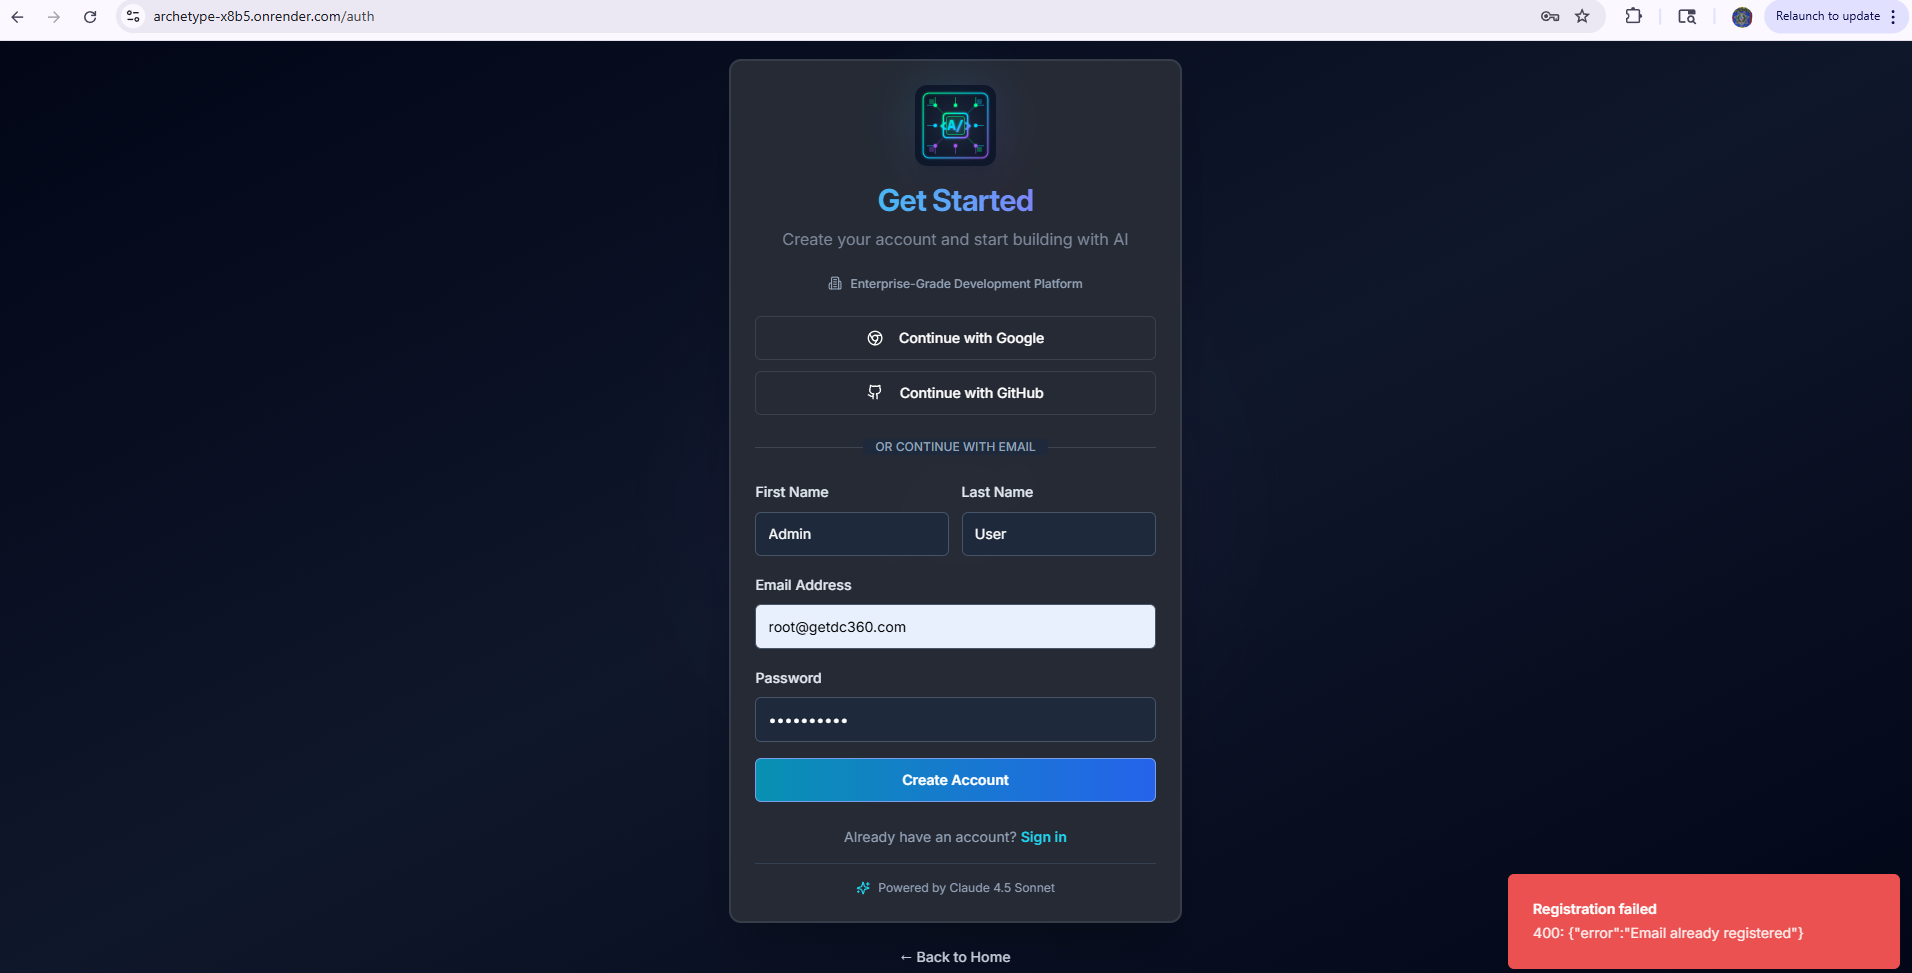 archetype-x8b5.onrender.com/auth
Relaunch to update
A/
Get Started
Create your account and start building with AI
Enterprise-Grade Development Platform
Continue with Google
Continue with GitHub
OR CONTINUE WITH EMAIL
First Name Last Name
Admin User
Email Address
root@getdc360.com
Password
••••••••••
Create Account
Already have an account? Sign in
Powered by Claude 4.5 Sonnet
← Back to Home
Registration failed
400: {"error":"Email already registered"}